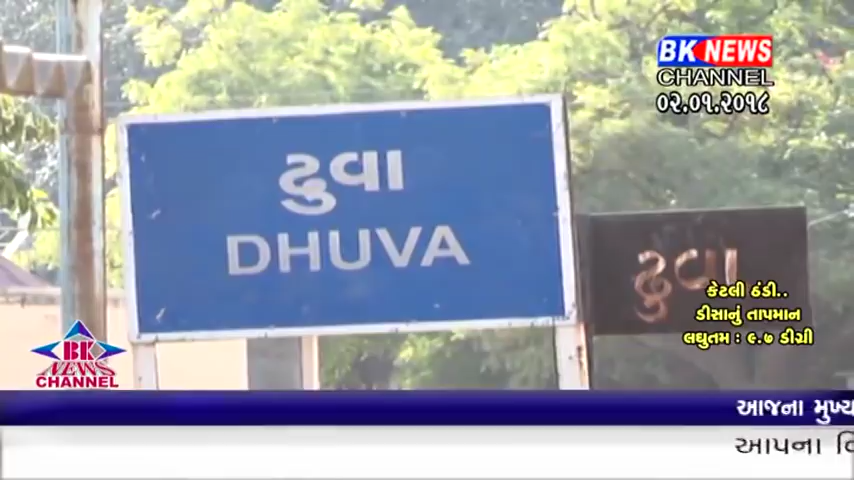 BK NEWS
CHANNEL
૦૨.૦૧.૨૦૧૮
ઢુવા
DHUVA
ઢુવા
કેટલી ઠંડી..
ડીસાનું તાપમાન
લઘુતમ : ૯.૭ ડીગ્રી
BK
NEWS
CHANNEL
આજના મુખ્ય
આપના વિ